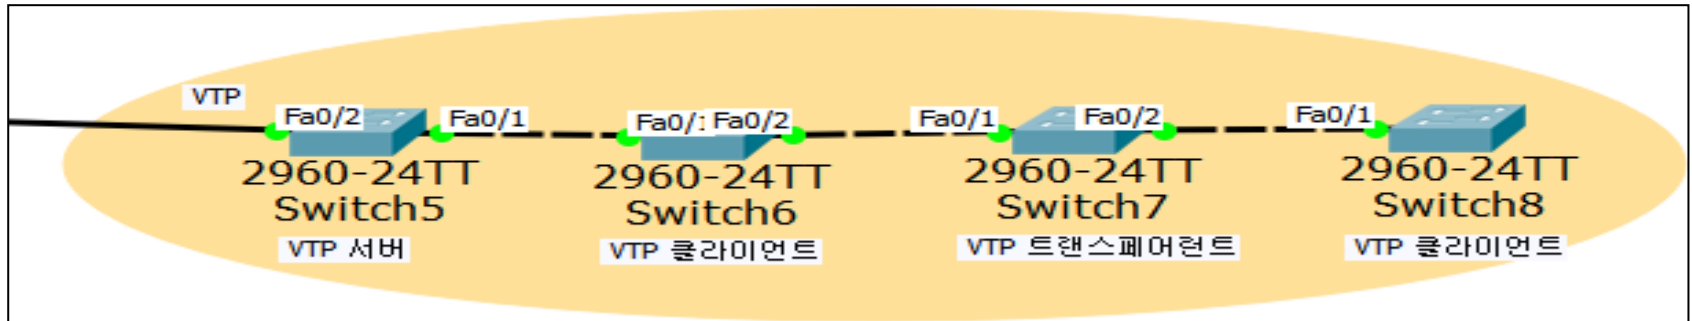 VTP
Fa0/2
Fa0/1
Fa0/1
Fa0/2
Fa0/1
Fa0/2
Fa0/1
2960-24TT
Switch5
VTP 서버
2960-24TT
Switch6
VTP 클라이언트
2960-24TT
Switch7
VTP 트랜스페어런트
2960-24TT
Switch8
VTP 클라이언트